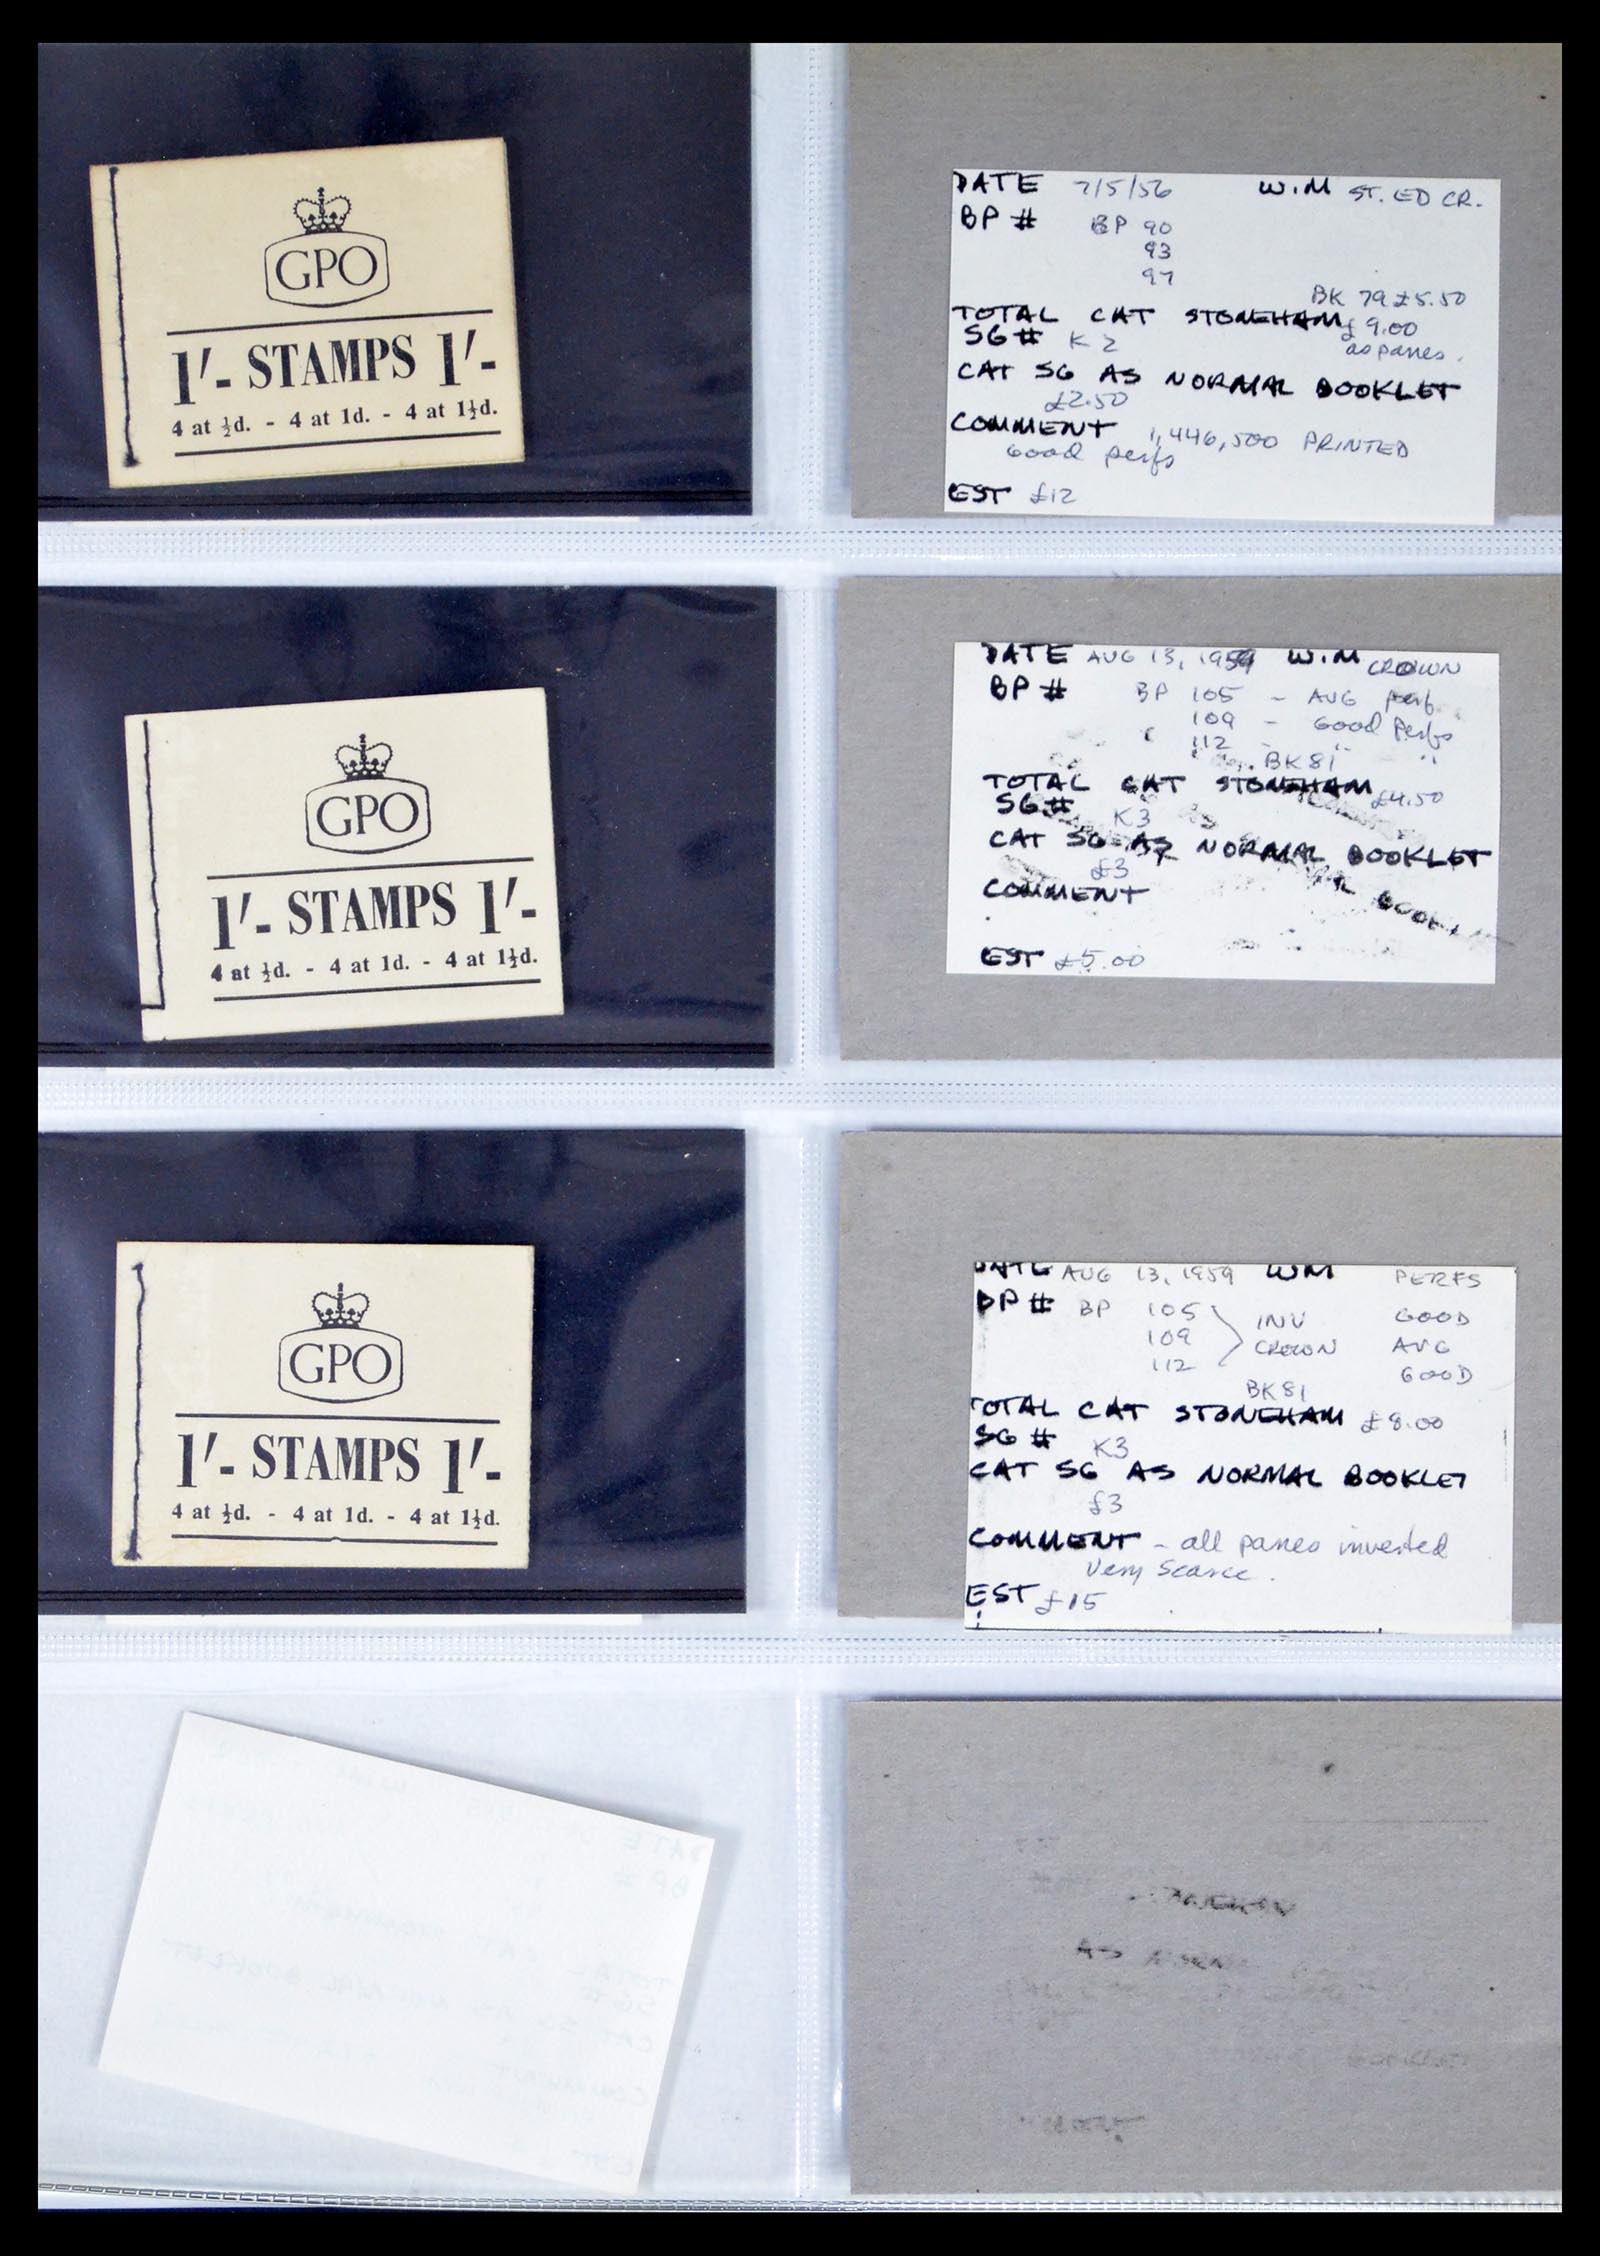 GPO
1/- STAMPS 1/-
4 at ½d. - 4 at 1d. - 4 at 1½d.
DATE 7/5/56 W.M ST. ED CR.
BP # BP 90
93
97
BK 79 £5.50
TOTAL CAT STONEHAM £9.00
SG # K2 as panes.
CAT SG AS NORMAL BOOKLET
£2.50
COMMENT 1,446,500 PRINTED
Good perfs
EST £12
GPO
1/- STAMPS 1/-
4 at ½d. - 4 at 1d. - 4 at 1½d.
DATE AUG 13, 1959 W.M CROWN
BP # BP 105 - AUG perf.
109 - Good Perfs
112 - " "
BK 81
TOTAL CAT STONEHAM £4.50
SG # K3
CAT SG AS NORMAL BOOKLET
£3
COMMENT
EST £5.00
GPO
1/- STAMPS 1/-
4 at ½d. - 4 at 1d. - 4 at 1½d.
DATE AUG 13, 1959 WM PERFS
BP # BP 105 INV GOOD
109 CROWN AVG
112 GOOD
BK 81
TOTAL CAT STONEHAM £8.00
SG # K3
CAT SG AS NORMAL BOOKLET
£3
COMMENT - all panes inverted
Very Scarce.
EST £15